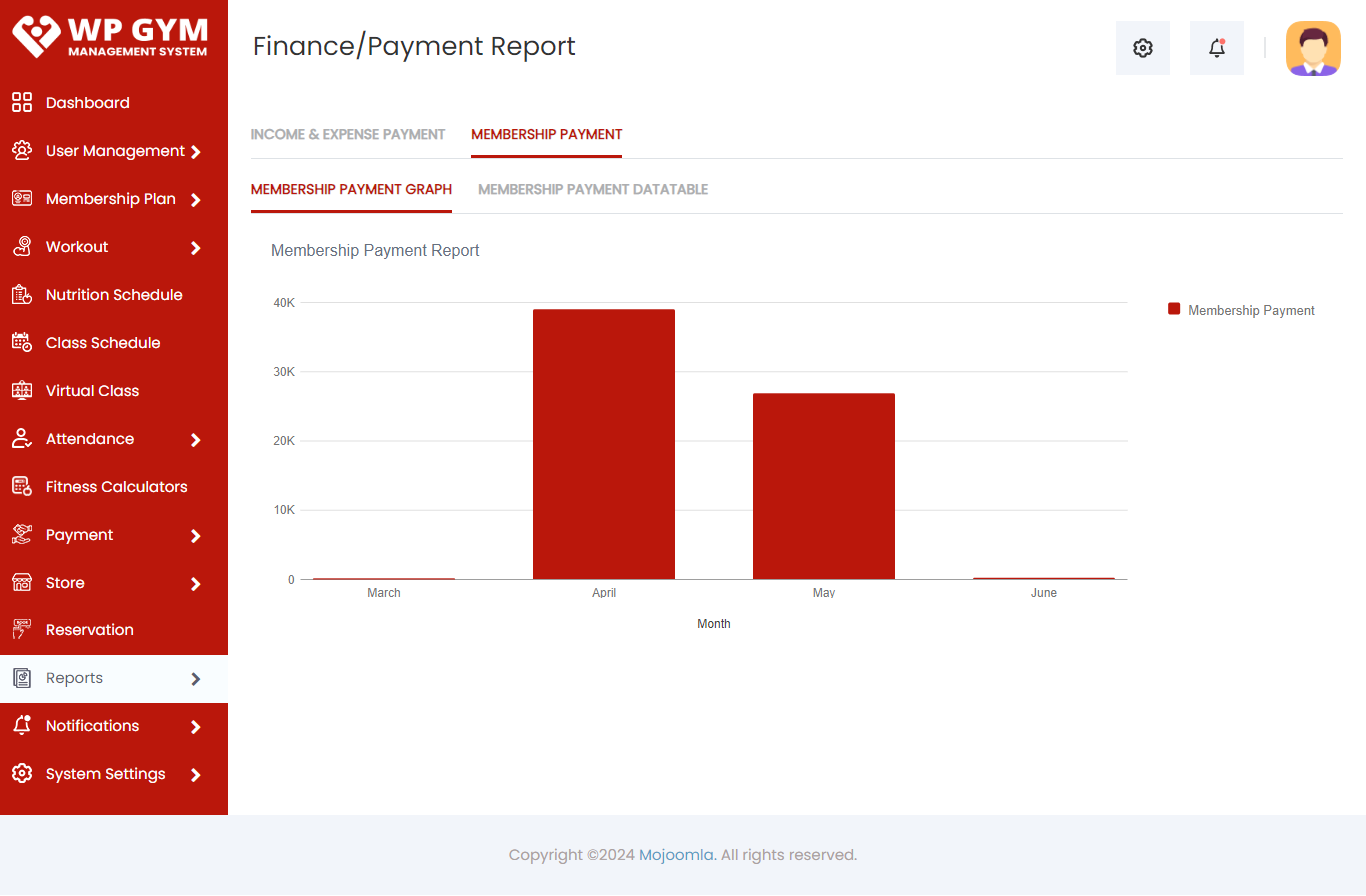 WP GYM
MANAGEMENT SYSTEM
Dashboard
User Management
Membership Plan
Workout
Nutrition Schedule
Class Schedule
Virtual Class
Attendance
Fitness Calculators
Payment
Store
Reservation
Reports
Notifications
System Settings
Finance/Payment Report
INCOME & EXPENSE PAYMENT MEMBERSHIP PAYMENT
MEMBERSHIP PAYMENT GRAPH MEMBERSHIP PAYMENT DATATABLE
Membership Payment Report
40K
30K
20K
10K
0
March April May June
Month
Membership Payment
Copyright ©2024 Mojoomla. All rights reserved.